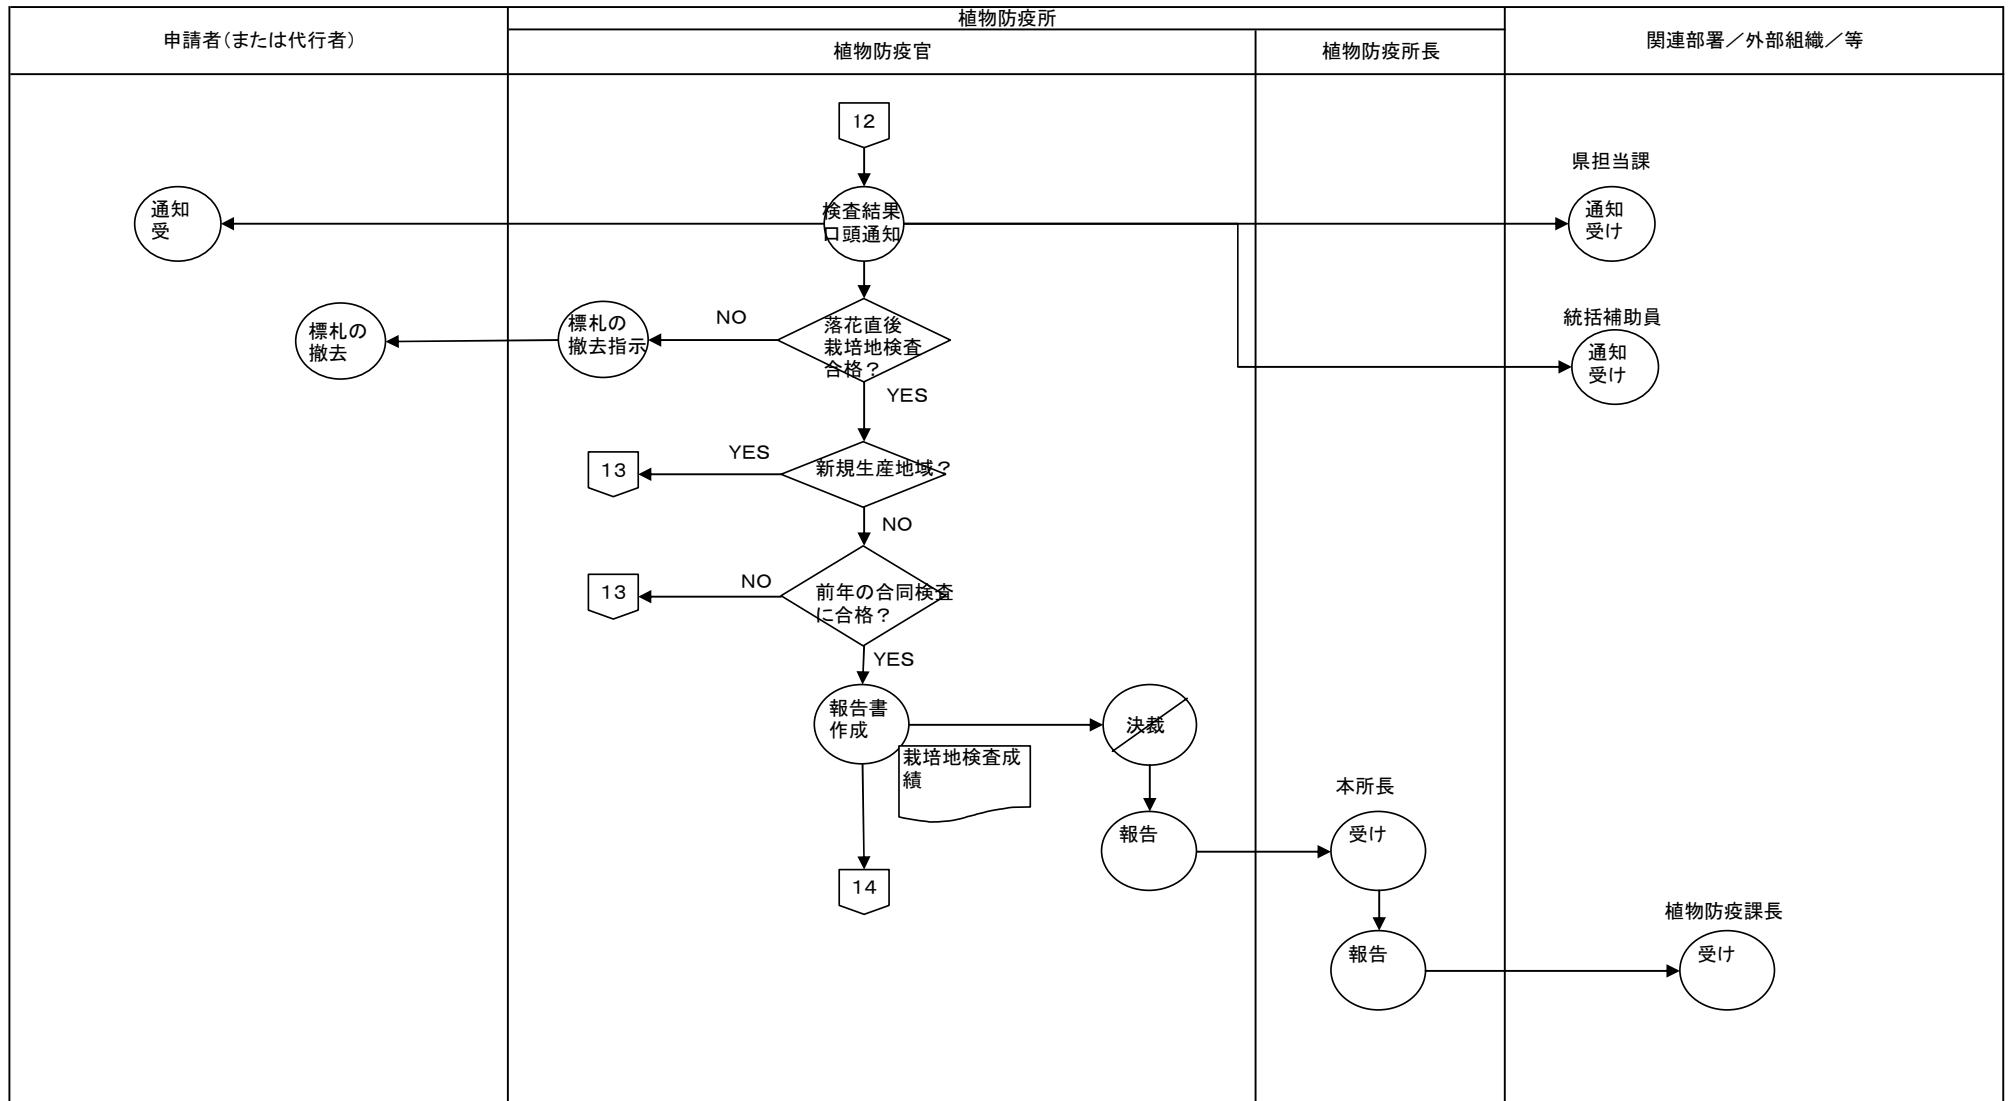 植物防疫所
申請者（または代行者）
植物防疫官
植物防疫所長
関連部署／外部組織／等
12
県担当課
通知
受
検査結果
口頭通知
通知
受け
統括補助員
標札の
撤去
標札の
撤去指示
NO
落花直後
栽培地検査
合格？
通知
受け
YES
13
YES
新規生産地域？
NO
13
NO
前年の合同検査
に合格？
YES
報告書
作成
決裁
栽培地検査成
績
本所長
報告
受け
14
植物防疫課長
報告
受け